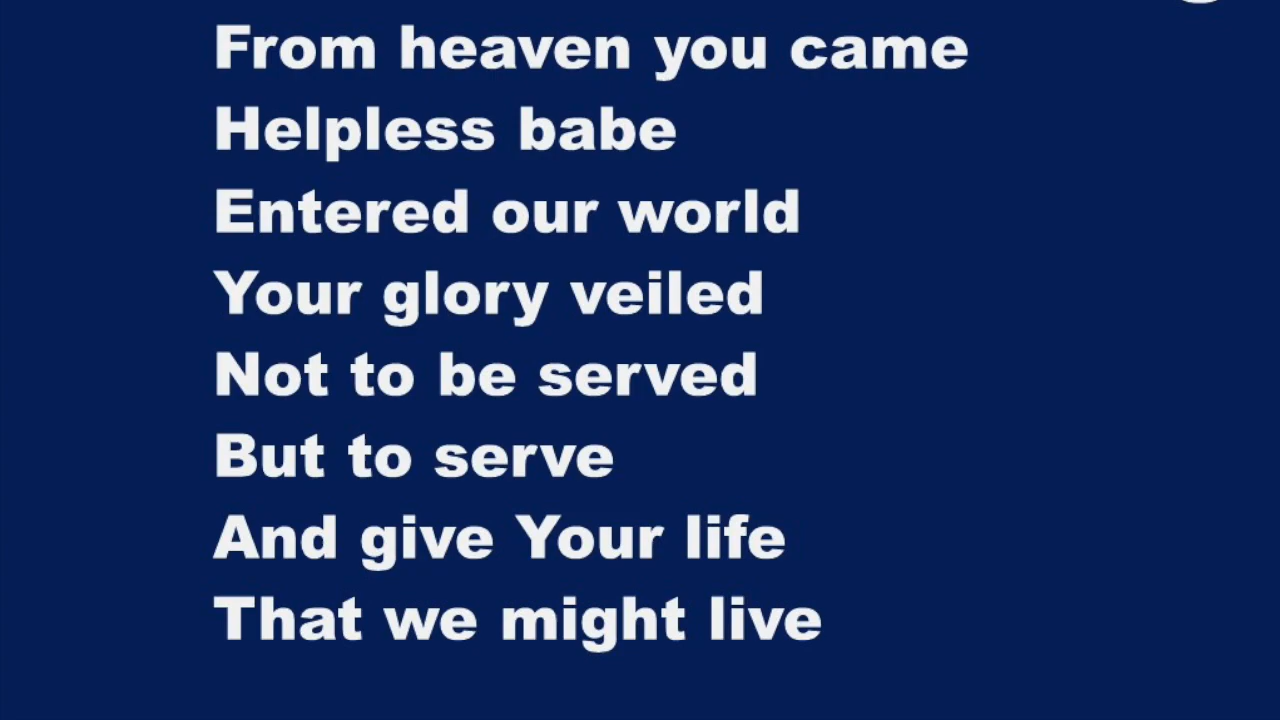 From heaven you came
Helpless babe
Entered our world
Your glory veiled
Not to be served
But to serve
And give Your life
That we might live